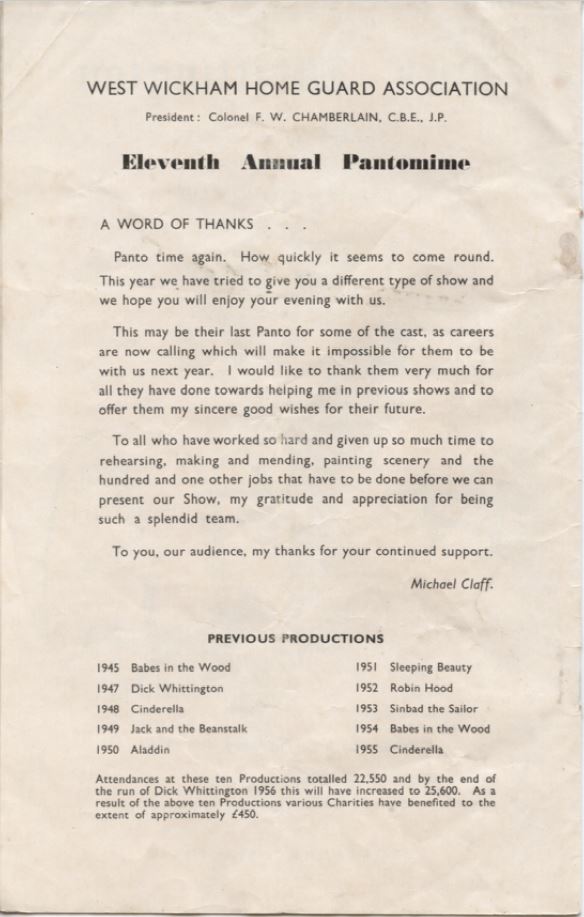 WEST WICKHAM HOME GUARD ASSOCIATION
President : Colonel F. W. CHAMBERLAIN, C.B.E., J.P.
Eleventh Annual Pantomime
A WORD OF THANKS . . .
Panto time again. How quickly it seems to come round.
This year we have tried to give you a different type of show and
we hope you will enjoy your evening with us.
This may be their last Panto for some of the cast, as careers
are now calling which will make it impossible for them to be
with us next year. I would like to thank them very much for
all they have done towards helping me in previous shows and to
offer them my sincere good wishes for their future.
To all who have worked so hard and given up so much time to
rehearsing, making and mending, painting scenery and the
hundred and one other jobs that have to be done before we can
present our Show, my gratitude and appreciation for being
such a splendid team.
To you, our audience, my thanks for your continued support.
Michael Claff.
PREVIOUS PRODUCTIONS
1945 Babes in the Wood
1947 Dick Whittington
1948 Cinderella
1949 Jack and the Beanstalk
1950 Aladdin
1951 Sleeping Beauty
1952 Robin Hood
1953 Sinbad the Sailor
1954 Babes in the Wood
1955 Cinderella
Attendances at these ten Productions totalled 22,550 and by the end of
the run of Dick Whittington 1956 this will have increased to 25,600. As a
result of the above ten Productions various Charities have benefited to the
extent of approximately £450.